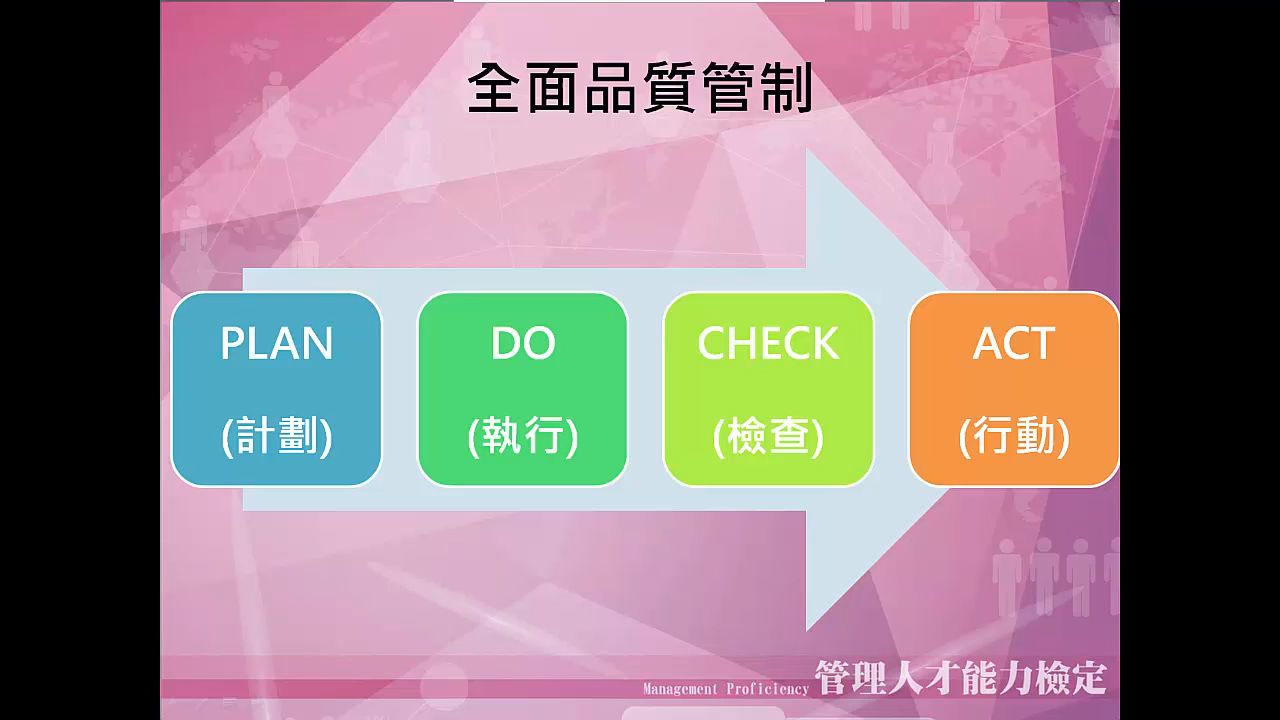 全面品質管制
PLAN
(計劃)
DO
(執行)
CHECK
(檢查)
ACT
(行動)
Management Proficiency 管理人才能力檢定